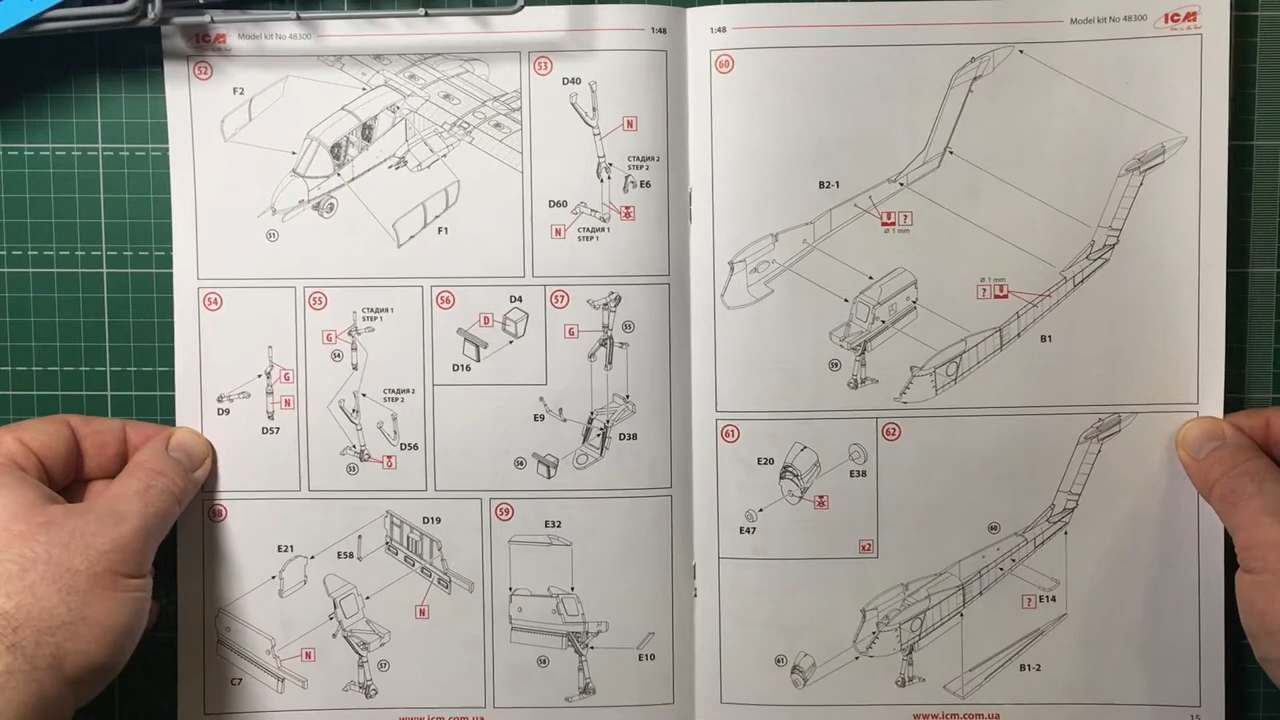 ICM
Model kit No 48300
1:48
52
F2
F1
51
53
D40
N
СТАДИЯ 2
STEP 2
E6
D60
N
СТАДИЯ 1
STEP 1
54
G
D9
N
D57
55
СТАДИЯ 1
STEP 1
G
54
СТАДИЯ 2
STEP 2
D56
53
56
D4
D
D16
57
G
55
E9
D38
56
58
D19
E21
E58
N
N
57
C7
59
E32
58
E10
www.icm.com.ua
1:48
Model kit No 48300
ICM
60
B2-1
?
Ø 1 mm
Ø 1 mm
?
B1
59
61
E20
E38
E47
x2
62
60
? E14
61
B1-2
www.icm.com.ua
15